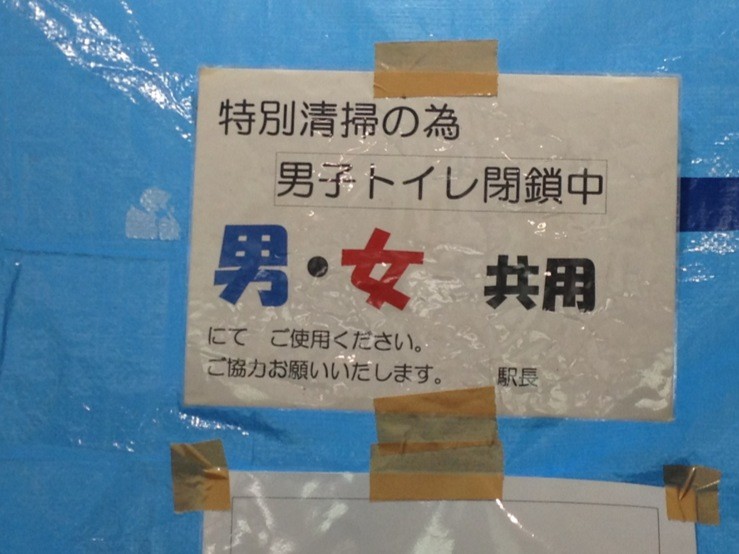 特別清掃の為
男子トイレ閉鎖中
男・女 共用
にて ご使用ください。
ご協力お願いいたします。 駅長